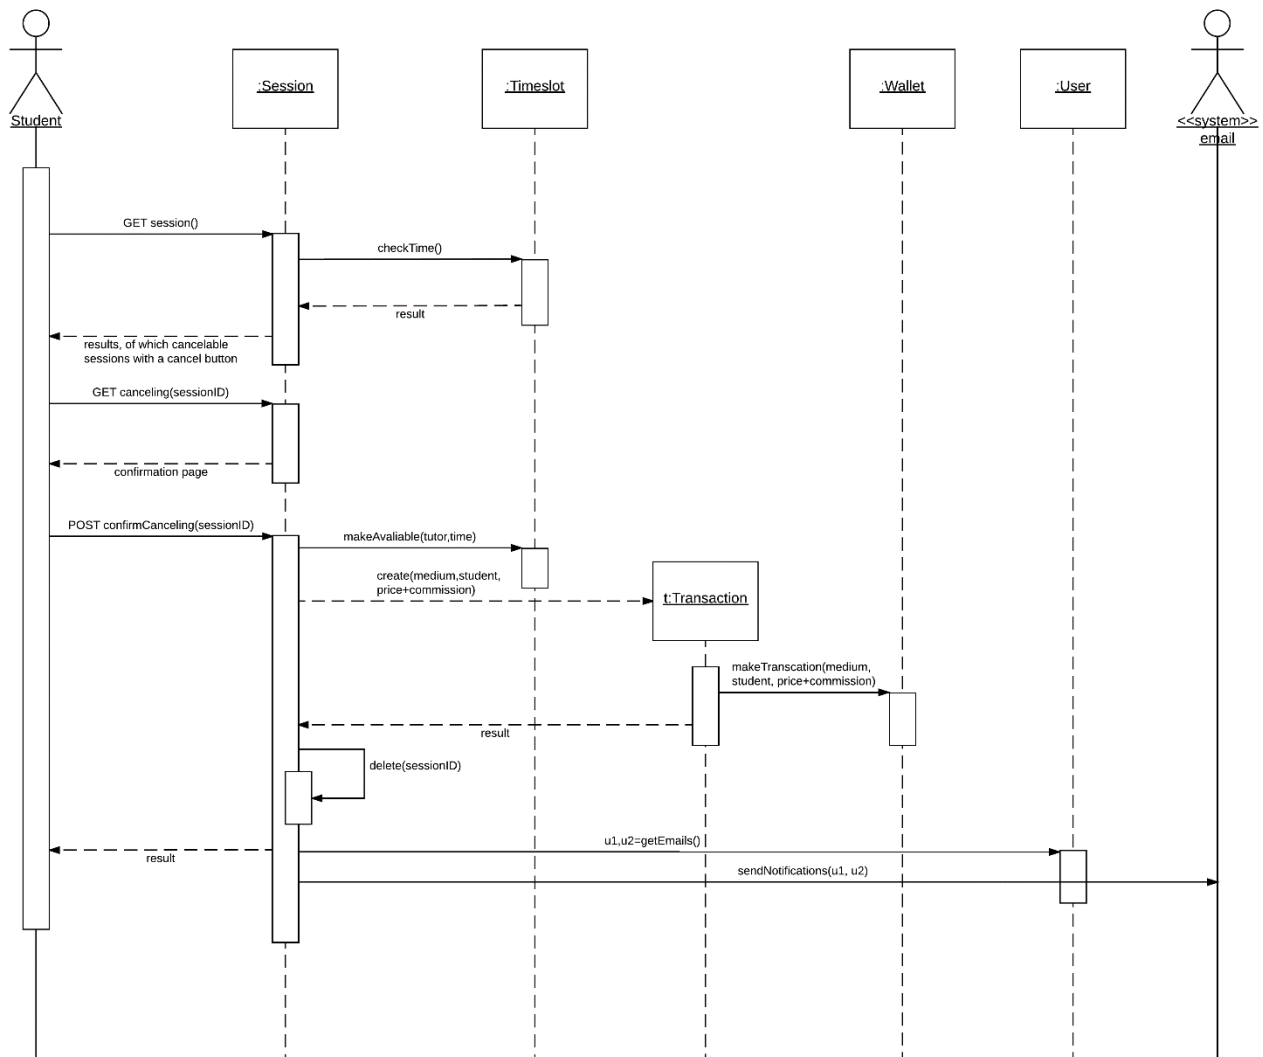 Student
:Session
:Timeslot
:Wallet
:User
<<system>>
email
GET session()
checkTime()
result
results, of which cancelable
sessions with a cancel button
GET canceling(sessionID)
confirmation page
POST confirmCanceling(sessionID)
makeAvaliable(tutor,time)
create(medium,student,
price+commission)
t:Transaction
makeTranscation(medium,
student, price+commission)
result
delete(sessionID)
u1,u2=getEmails()
result
sendNotifications(u1, u2)